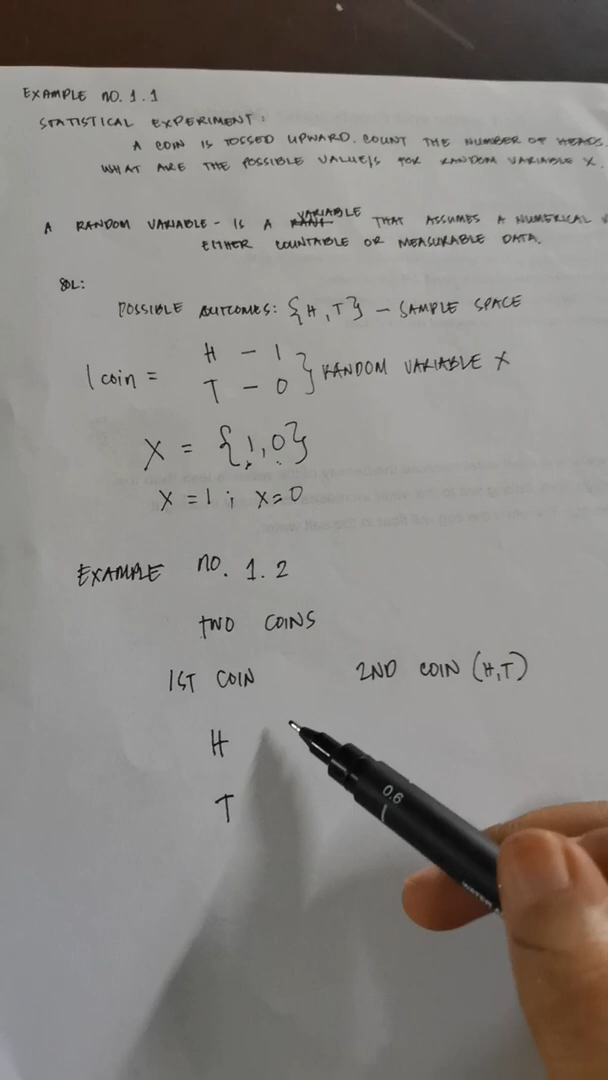 EXAMPLE NO. 1.1
STATISTICAL EXPERIMENT:
A COIN IS TOSSED UPWARD. COUNT THE NUMBER OF HEADS.
WHAT ARE THE POSSIBLE VALUE/S FOR RANDOM VARIABLE X.
A RANDOM VARIABLE - IS A VARIABLE THAT ASSUMES A NUMERICAL
EITHER COUNTABLE OR MEASURABLE DATA.
SOL:
POSSIBLE OUTCOMES: {H, T} - SAMPLE SPACE
1 coin = H - 1
T - 0 } RANDOM VARIABLE X
X = {1, 0}
X = 1 ; X = 0
EXAMPLE NO. 1.2
TWO COINS
1ST COIN 2ND COIN (H,T)
H
T
0.6